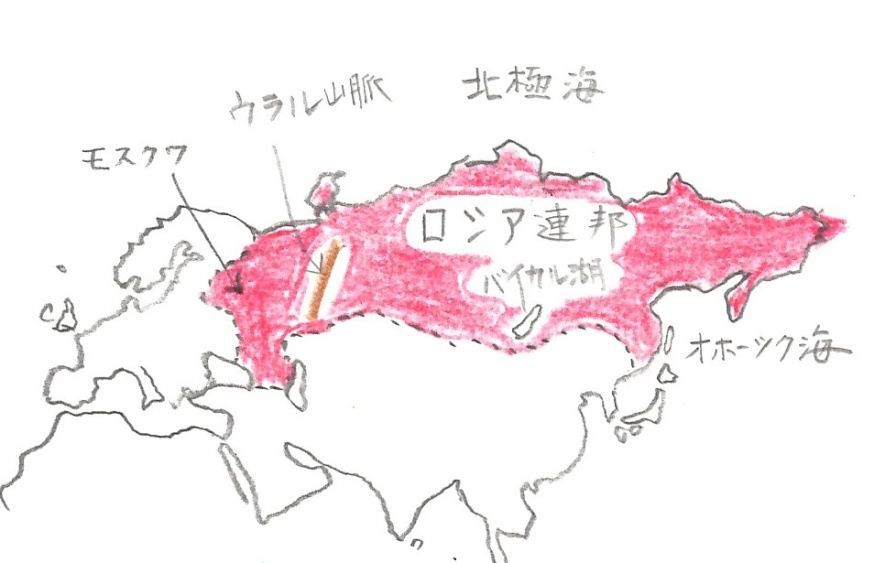 ウラル山脈
北極海
モスクワ
ロシア連邦
バイカル湖
オホーツク海